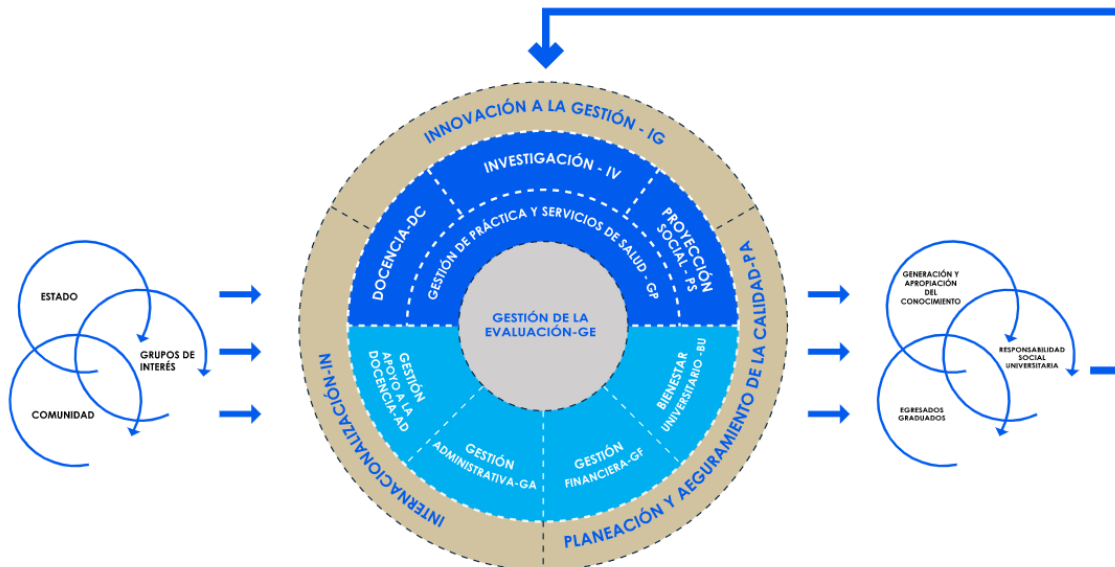 INNOVACIÓN A LA GESTIÓN - IG
INVESTIGACIÓN - IV
DOCENCIA-DC
PROYECCIÓN
SOCIAL - PS
GESTIÓN DE PRÁCTICA Y SERVICIOS DE SALUD -GP
ESTADO
GRUPOS DE
INTERÉS
COMUNIDAD
GESTIÓN DE LA
EVALUACIÓN-GE
GENERACIÓN Y
APROPIACIÓN
DEL
CONOCIMIENTO
RESPONSABILIDAD
SOCIAL
UNIVERSITARIA
EGRESADOS
GRADUADOS
GESTIÓN
APOYO A LA
DOCENCIA-AD
GESTIÓN
ADMINISTRATIVA-GA
GESTIÓN
FINANCIERA-GF
BIENESTAR
UNIVERSITARIO -BU
INTERNACIONALIZACIÓN-IN
PLANEACIÓN Y AEGURAMIENTO DE LA CALIDAD-PA